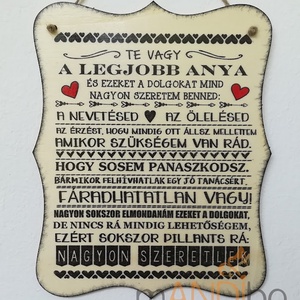 TE VAGY
A LEGJOBB ANYA
ÉS EZEKET A DOLGOKAT MIND
NAGYON SZERETEM BENNED:
A NEVETÉSED AZ ÖLELÉSED
AZ ÉRZÉST, HOGY MINDIG OTT ÁLLSZ MELLETTEM
AMIKOR SZÜKSÉGEM VAN RÁD.
HOGY SOSEM PANASZKODSZ.
BÁRMIKOR FELHÍVHATLAK EGY JÓ TANÁCSÉRT.
FÁRADHATATLAN VAGY!
NAGYON SOKSZOR ELMONDANÁM EZEKET A DOLGOKAT,
DE NINCS RÁ MINDIG LEHETŐSÉGEM,
EZÉRT SOKSZOR PILLANTS RÁ:
NAGYON SZERETLEK